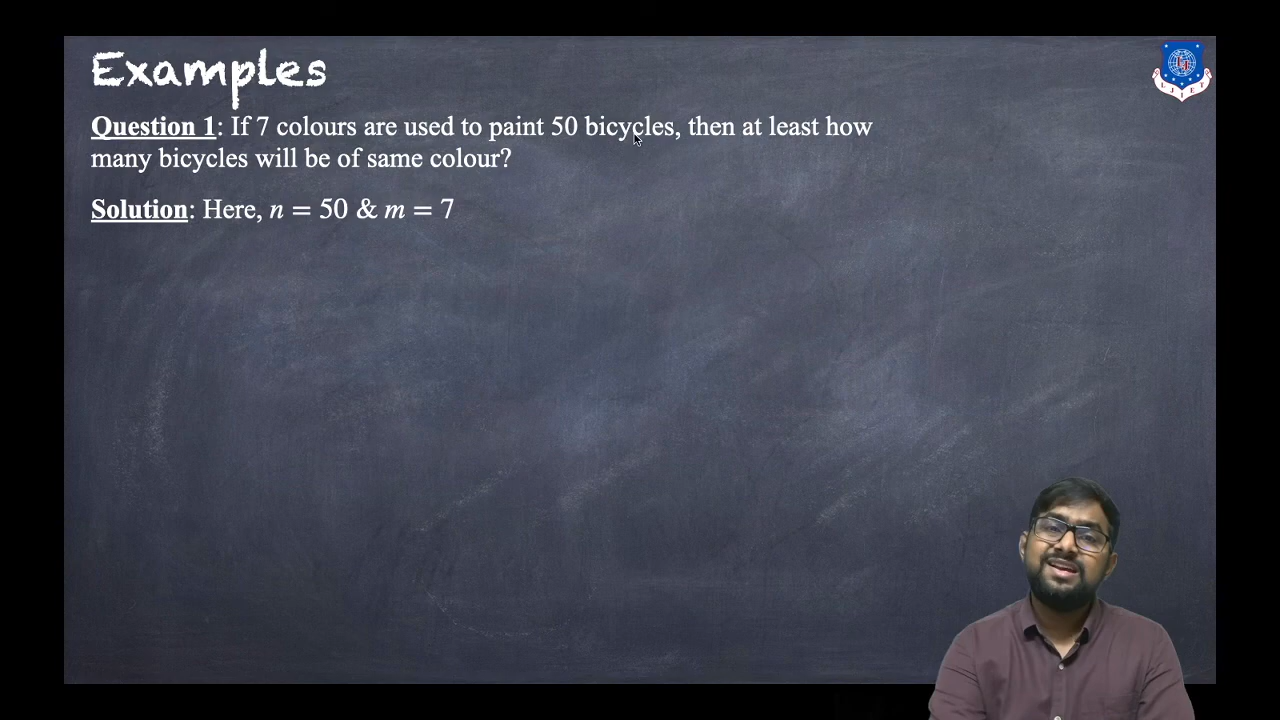 Examples
Question 1: If 7 colours are used to paint 50 bicycles, then at least how
many bicycles will be of same colour?
Solution: Here, n = 50 & m = 7